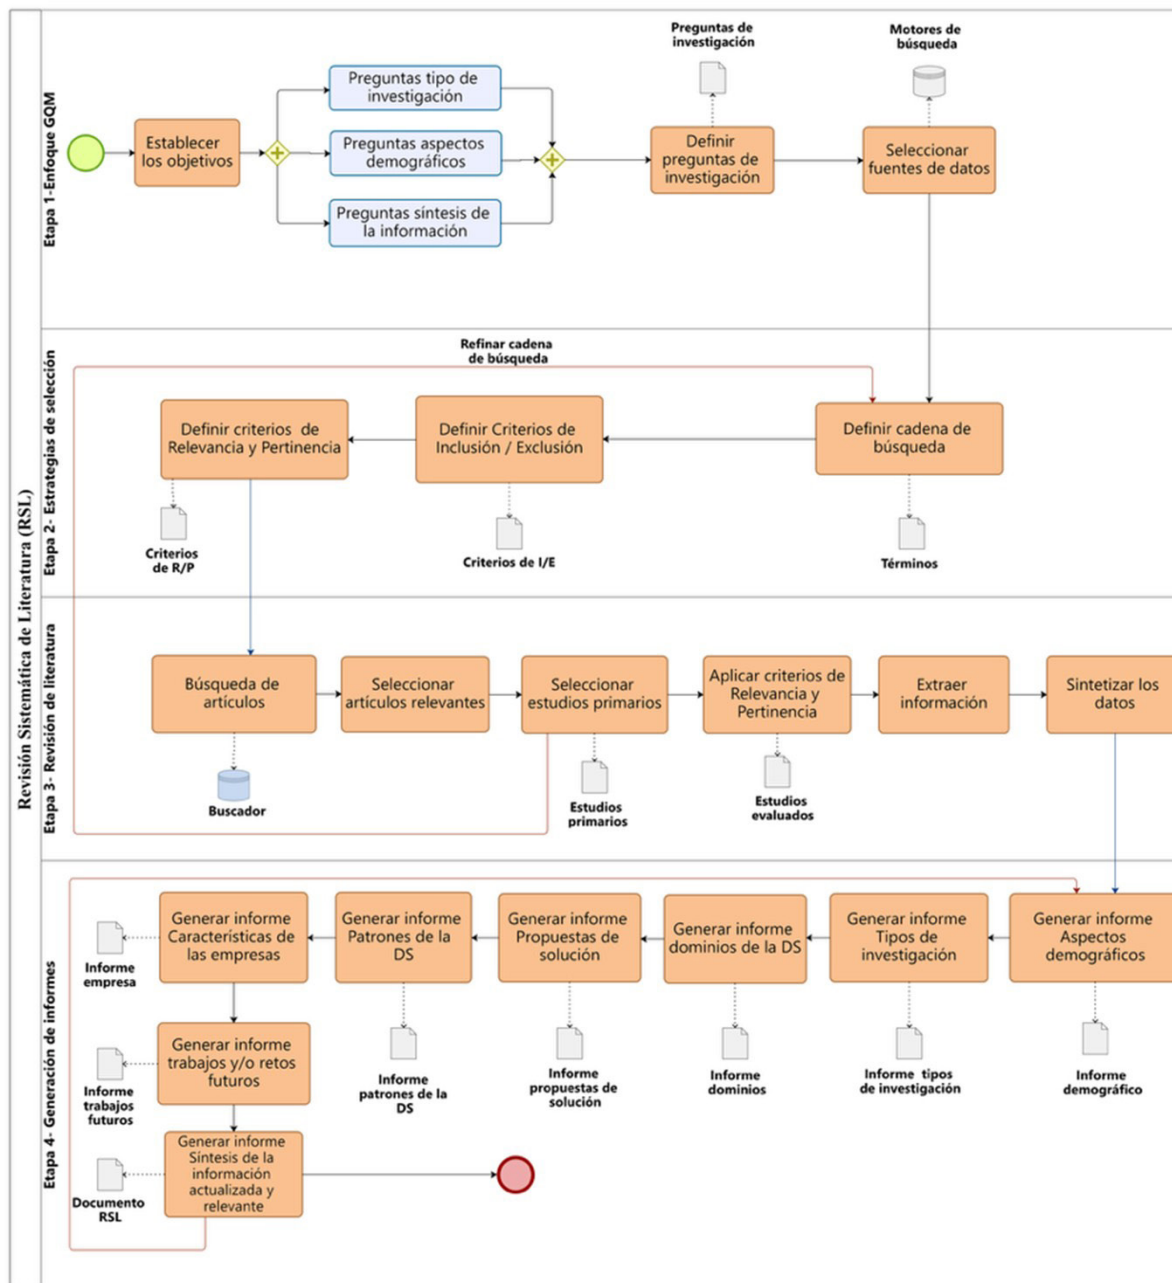 Revisión Sistemática de Literatura (RSL)
Etapa 1-Enfoque GQM
Establecer
los objetivos
Preguntas tipo de
investigación
Preguntas aspectos
demográficos
Preguntas síntesis de
la información
Preguntas de
investigación
Definir
preguntas de
investigación
Motores de
búsqueda
Seleccionar
fuentes de datos
Etapa 2- Estrategias de selección
Refinar cadena
de búsqueda
Definir cadena de
búsqueda
Términos
Definir Criterios de
Inclusión / Exclusión
Criterios de I/E
Definir criterios de
Relevancia y Pertinencia
Criterios
de R/P
Etapa 3- Revisión de literatura
Búsqueda de
artículos
Buscador
Seleccionar
artículos relevantes
Seleccionar
estudios primarios
Estudios
primarios
Aplicar criterios de
Relevancia y
Pertinencia
Estudios
evaluados
Extraer
información
Sintetizar los
datos
Etapa 4- Generación de informes
Generar informe
Aspectos
demográficos
Informe
demográfico
Generar informe
Tipos de
investigación
Informe tipos
de investigación
Generar informe
dominios de la DS
Informe
dominios
Generar informe
Propuestas de
solución
Informe
propuestas de
solución
Generar informe
Patrones de la
DS
Informe
patrones de la
DS
Generar informe
Características de
las empresas
Informe
empresa
Generar informe
trabajos y/o retos
futuros
Informe
trabajos
futuros
Generar informe
Síntesis de la
información
actualizada y
relevante
Documento
RSL